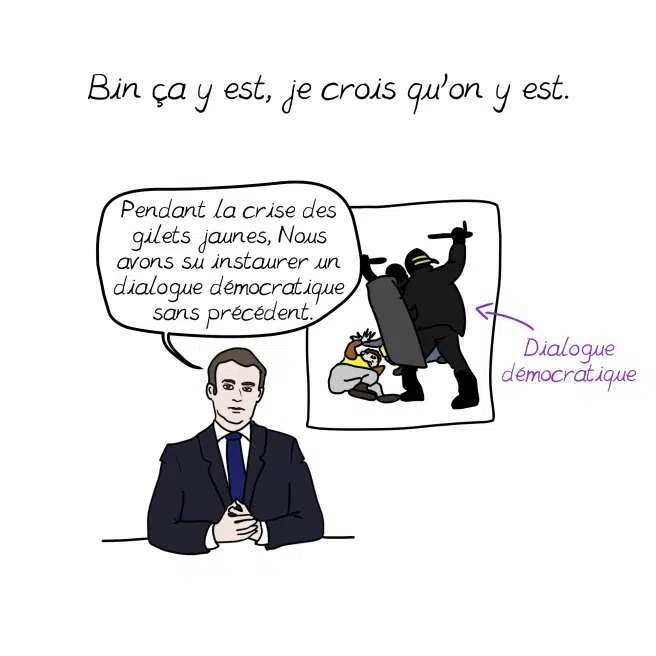 Bin ça y est, je crois qu'on y est.
Pendant la crise des
gilets jaunes, Nous
avons su instaurer un
dialogue démocratique
sans précédent.
Dialogue
démocratique